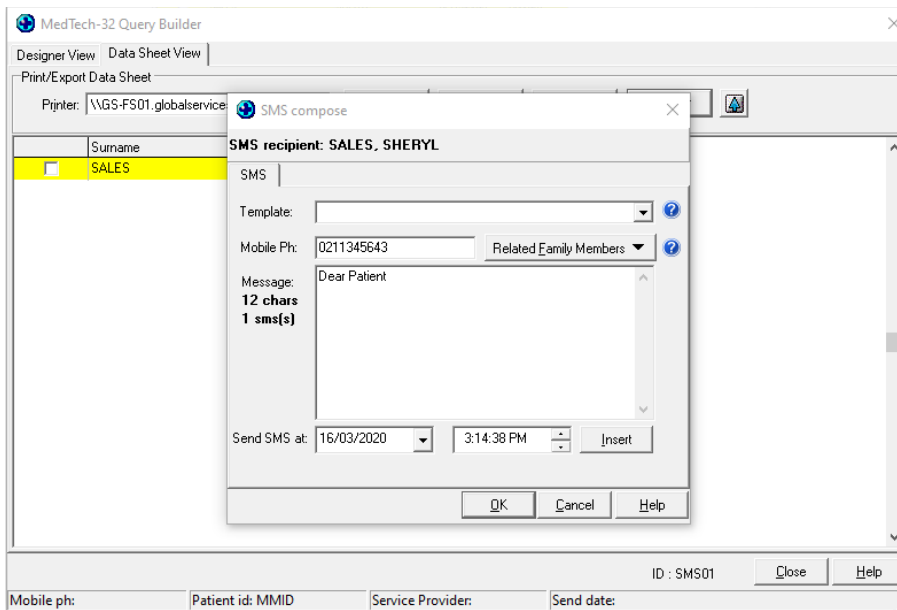 MedTech-32 Query Builder
Designer View Data Sheet View
Print/Export Data Sheet
Printer: \\GS-FS01.globalservice
SMS compose
SMS recipient: SALES, SHERYL
Surname
SALES
SMS
Template:
Mobile Ph: 0211345643 Related Family Members
Message: Dear Patient
12 chars
1 sms(s)
Send SMS at: 16/03/2020 3:14:38 PM Insert
OK Cancel Help
ID : SMS01 Close Help
Mobile ph: Patient id: MMID Service Provider: Send date: